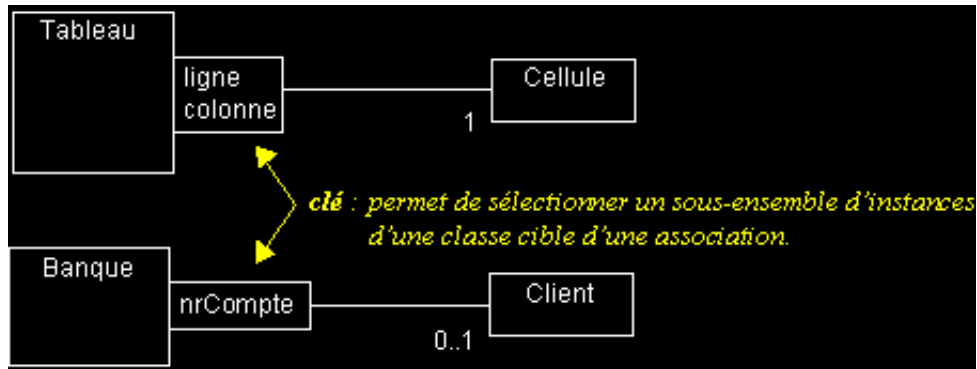 Tableau
ligne
colonne
Cellule
1
clé : permet de sélectionner un sous-ensemble d'instances
d'une classe cible d'une association.
Banque
nrCompte
Client
0..1